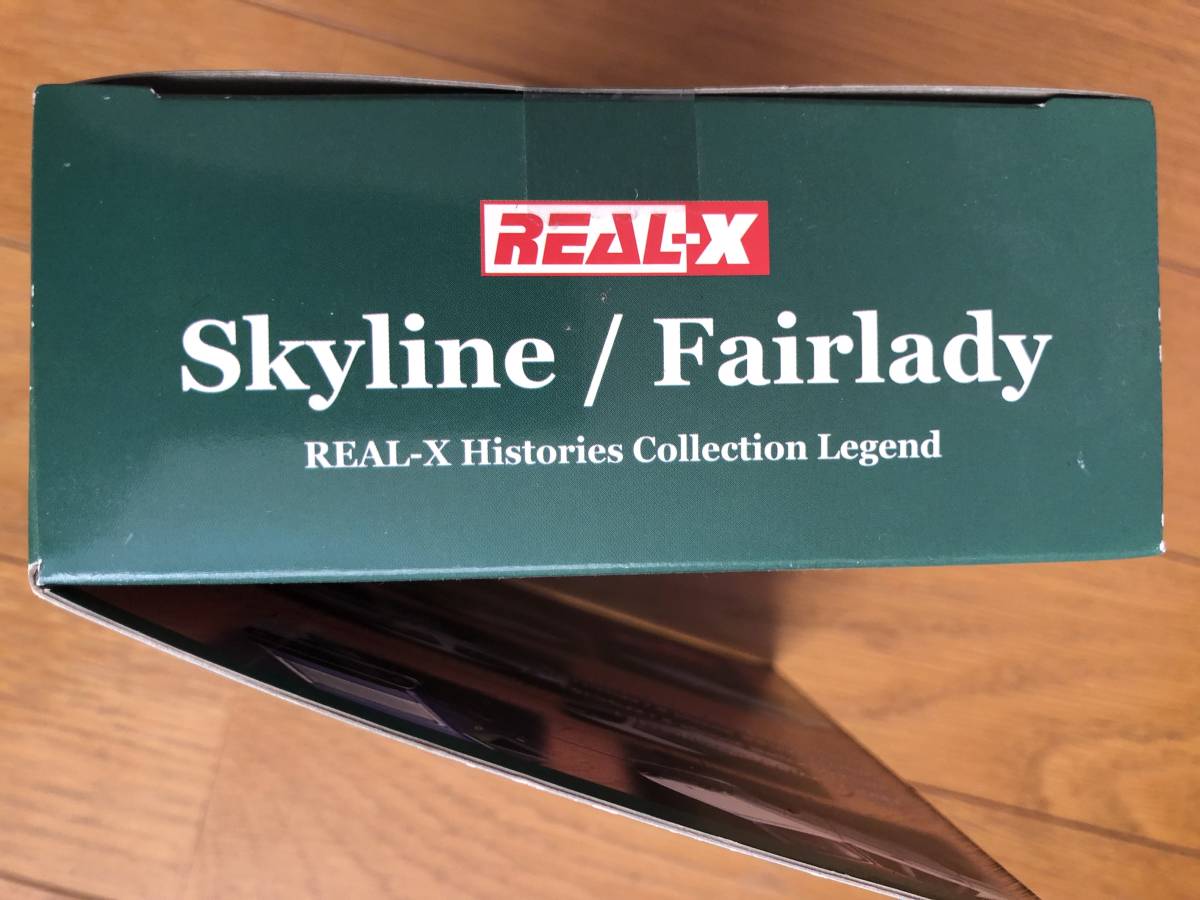 REAL-X
Skyline / Fairlady
REAL-X Histories Collection Legend